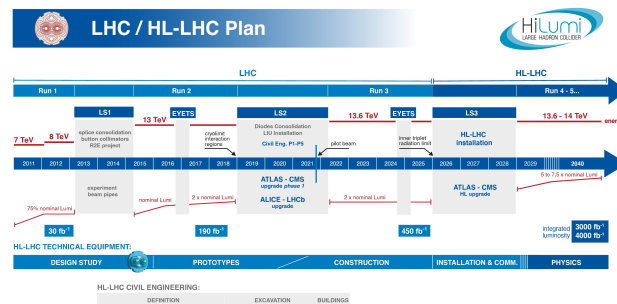 LHC / HL-LHC Plan
HiLumi
LARGE HADRON COLLIDER
LHC
HL-LHC
Run 1
Run 2
Run 3
Run 4 - 5...
LS1
EYETS
LS2
EYETS
LS3
7 TeV
8 TeV
splice consolidation
button collimators
R2E project
13 TeV
cryolimit
interaction
regions
Diodes Consolidation
LIU Installation
Civil Eng. P1-P5
pilot beam
13.6 TeV
inner triplet
radiation limit
HL-LHC
installation
13.6 - 14 TeV
ener
2011 2012 2013 2014 2015 2016 2017 2018 2019 2020 2021 2022 2023 2024 2025 2026 2027 2028 2029 2040
75% nominal Lumi
experiment
beam pipes
nominal Lumi
2 x nominal Lumi
ATLAS - CMS
upgrade phase 1
ALICE - LHCb
upgrade
2 x nominal Lumi
ATLAS - CMS
HL upgrade
5 to 7.5 x nominal Lumi
30 fb-1
190 fb-1
450 fb-1
integrated
luminosity
3000 fb-1
4000 fb-1
HL-LHC TECHNICAL EQUIPMENT:
DESIGN STUDY
PROTOTYPES
CONSTRUCTION
INSTALLATION & COMM.
PHYSICS
HL-LHC CIVIL ENGINEERING:
DEFINITION
EXCAVATION
BUILDINGS